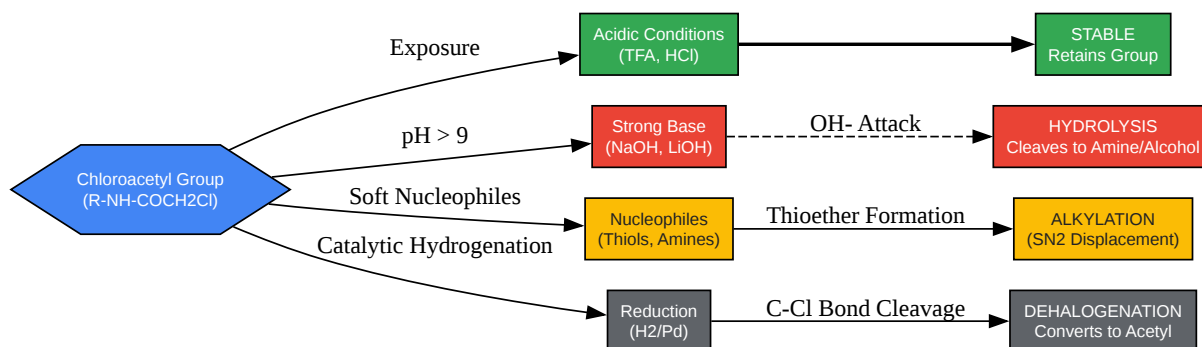 Chloroacetyl Group
(R-NH-COCH2Cl)
Exposure
Acidic Conditions
(TFA, HCl)
STABLE
Retains Group
pH > 9
Strong Base
(NaOH, LiOH)
OH- Attack
HYDROLYSIS
Cleaves to Amine/Alcohol
Soft Nucleophiles
Nucleophiles
(Thiols, Amines)
Thioether Formation
ALKYLATION
(SN2 Displacement)
Catalytic Hydrogenation
Reduction
(H2/Pd)
C-Cl Bond Cleavage
DEHALOGENATION
Converts to Acetyl